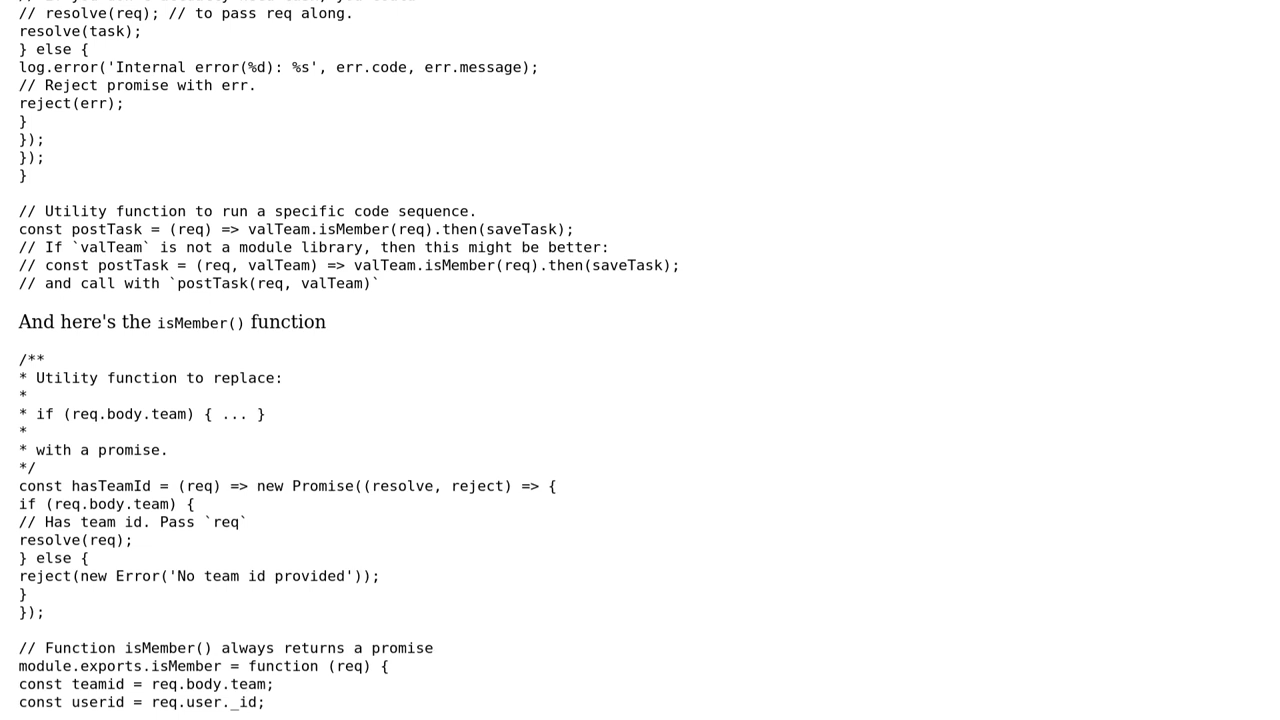 // resolve(req); // to pass req along.
resolve(task);
} else {
log.error('Internal error(%d): %s', err.code, err.message);
// Reject promise with err.
reject(err);
}
});
});
}
// Utility function to run a specific code sequence.
const postTask = (req) => valTeam.isMember(req).then(saveTask);
// If `valTeam` is not a module library, then this might be better:
// const postTask = (req, valTeam) => valTeam.isMember(req).then(saveTask);
// and call with `postTask(req, valTeam)`
And here's the isMember() function
/**
* Utility function to replace:
*
* if (req.body.team) { ... }
*
* with a promise.
*/
const hasTeamId = (req) => new Promise((resolve, reject) => {
if (req.body.team) {
// Has team id. Pass `req`
resolve(req);
} else {
reject(new Error('No team id provided'));
}
});
// Function isMember() always returns a promise
module.exports.isMember = function (req) {
const teamid = req.body.team;
const userid = req.user._id;